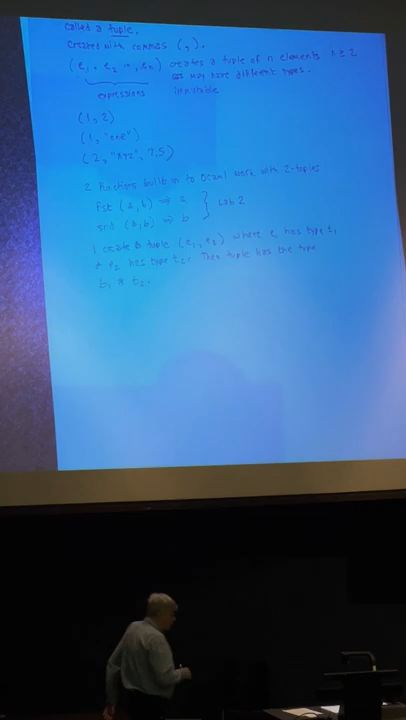 called a tuple.
Created with commas (,).
(e1, e2 ..., en) creates a tuple of n elements n ≥ 2
may have different types.
expressions immutable
(1, 2)
(1, "one")
(2, "xyz", 7.5)
2 functions built in to OCaml work with 2-tuples
fst (a, b) ⇒ a
snd (a, b) ⇒ b
} Lab 2
I create a tuple (e1, e2) where e1 has type t1
& e2 has type t2. Then tuple has the type
t1 * t2.